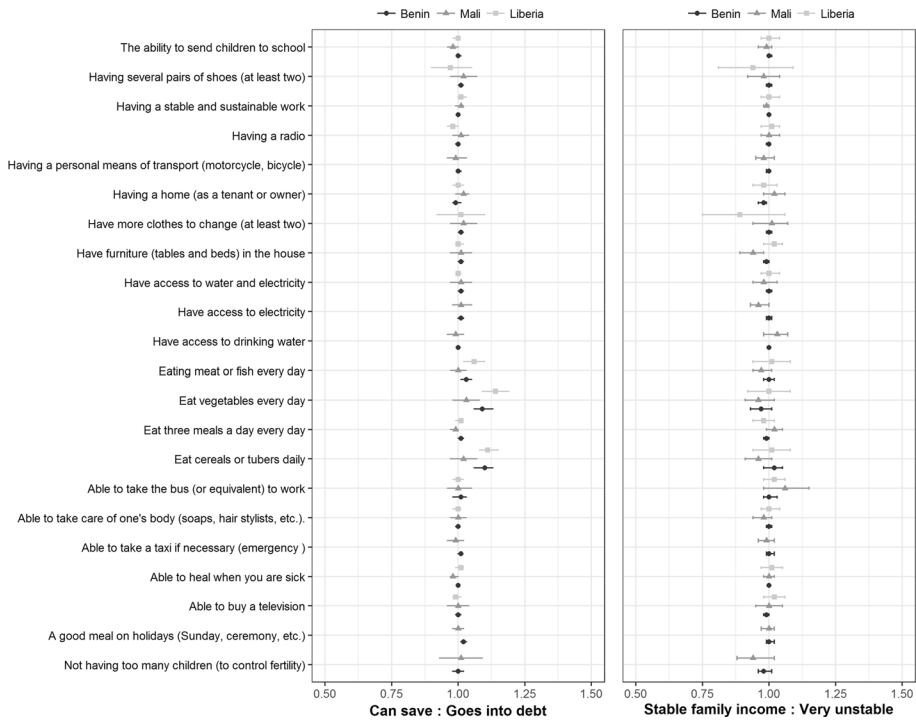 Benin Mali Liberia
Benin Mali Liberia
The ability to send children to school
Having several pairs of shoes (at least two)
Having a stable and sustainable work
Having a radio
Having a personal means of transport (motorcycle, bicycle)
Having a home (as a tenant or owner)
Have more clothes to change (at least two)
Have furniture (tables and beds) in the house
Have access to water and electricity
Have access to electricity
Have access to drinking water
Eating meat or fish every day
Eat vegetables every day
Eat three meals a day every day
Eat cereals or tubers daily
Able to take the bus (or equivalent) to work
Able to take care of one's body (soaps, hair stylists, etc.).
Able to take a taxi if necessary (emergency )
Able to heal when you are sick
Able to buy a television
A good meal on holidays (Sunday, ceremony, etc.)
Not having too many children (to control fertility)
0.50 0.75 1.00 1.25 1.50
0.50 0.75 1.00 1.25 1.50
Can save : Goes into debt
Stable family income : Very unstable